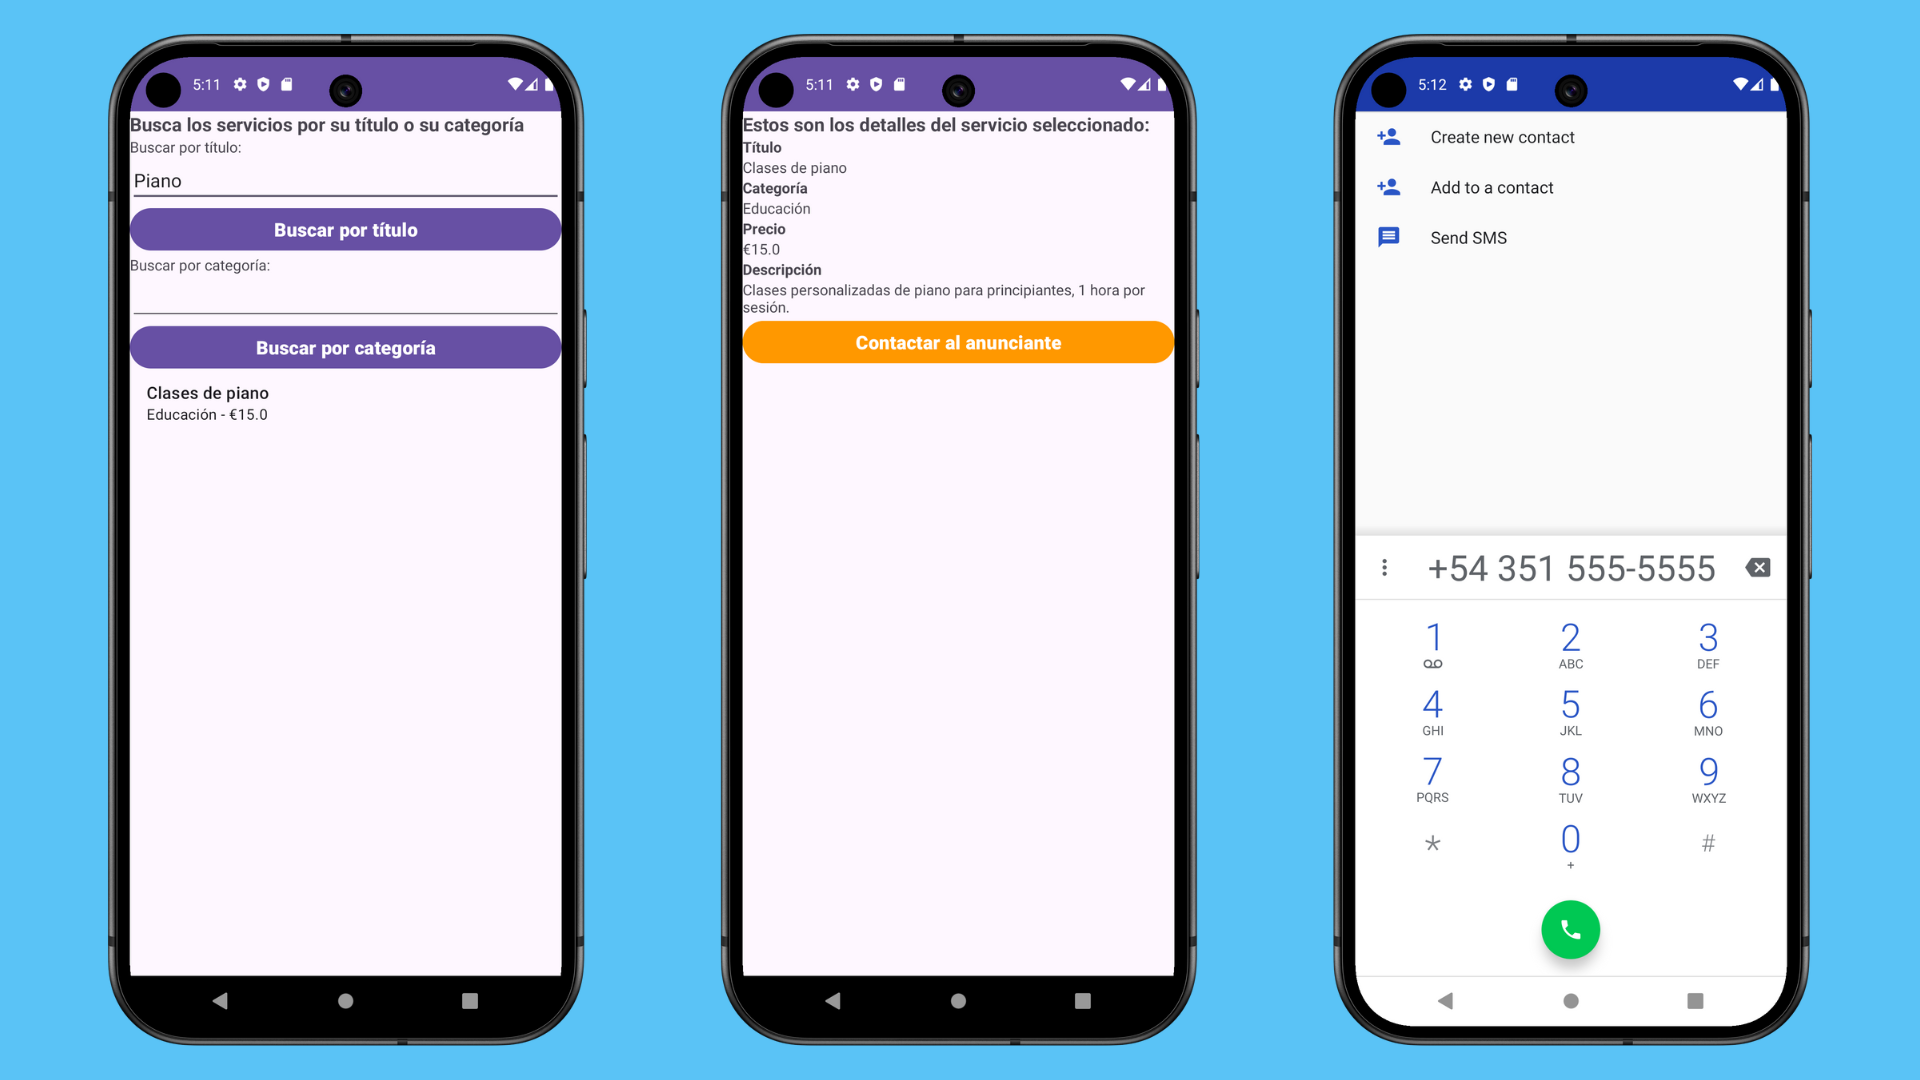 5:11
Busca los servicios por su título o su categoría
Buscar por título:
Piano
Buscar por título
Buscar por categoría:
Buscar por categoría
Clases de piano
Educación - €15.0
5:11
Estos son los detalles del servicio seleccionado:
Título
Clases de piano
Categoría
Educación
Precio
€15.0
Descripción
Clases personalizadas de piano para principiantes, 1 hora por
sesión.
Contactar al anunciante
5:12
Create new contact
Add to a contact
Send SMS
+54 351 555-5555
1 2 3
ABC DEF
4 5 6
GHI JKL MNO
7 8 9
PQRS TUV WXYZ
* 0 #
+